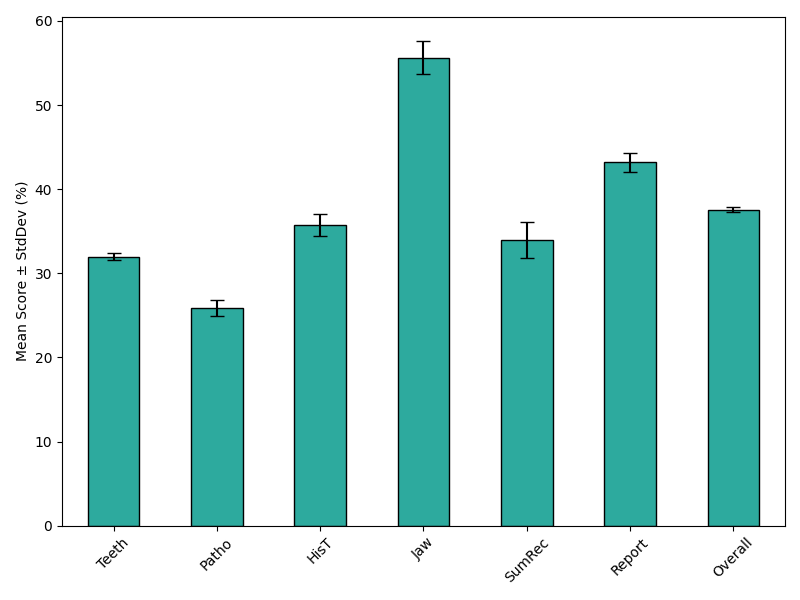 Mean Score ± StdDev (%)
60
50
40
30
20
10
0
Teeth
Patho
HisT
Jaw
SumRec
Report
Overall